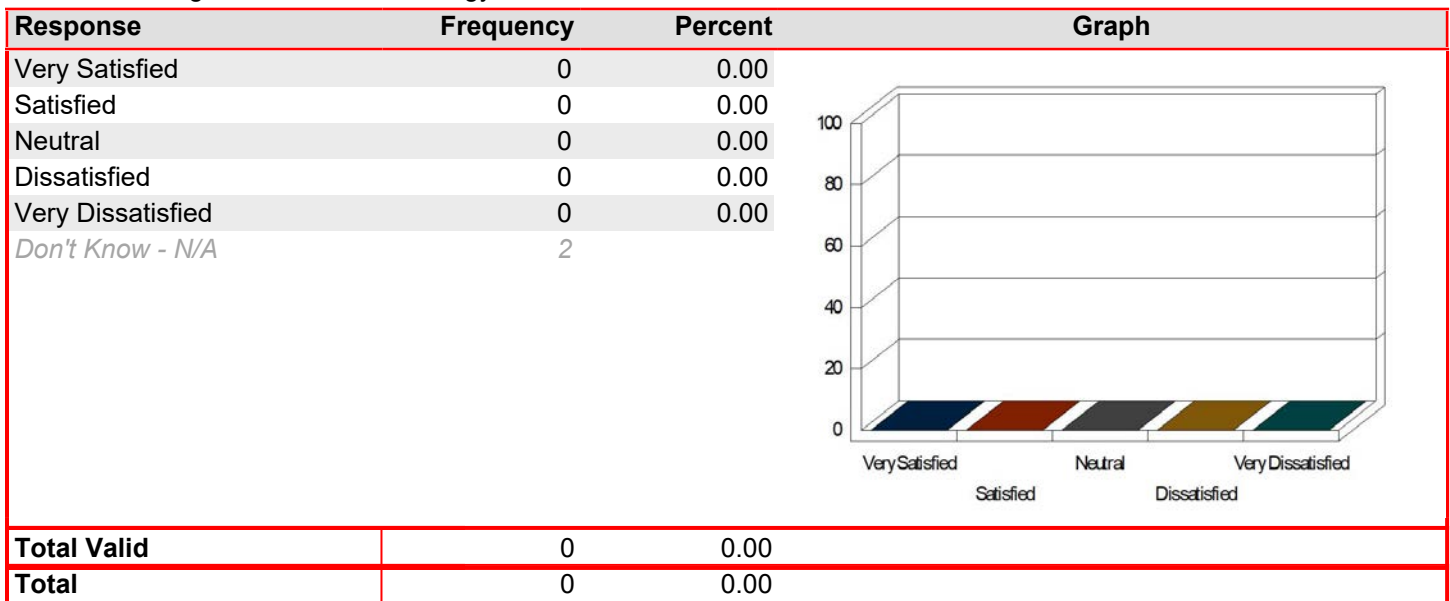 Response Frequency Percent Graph
Very Satisfied 0 0.00
Satisfied 0 0.00
Neutral 0 0.00
Dissatisfied 0 0.00
Very Dissatisfied 0 0.00
Don't Know - N/A 2
100
80
60
40
20
0
Very Satisfied Neutral Very Dissatisfied
Satisfied Dissatisfied
Total Valid 0 0.00
Total 0 0.00